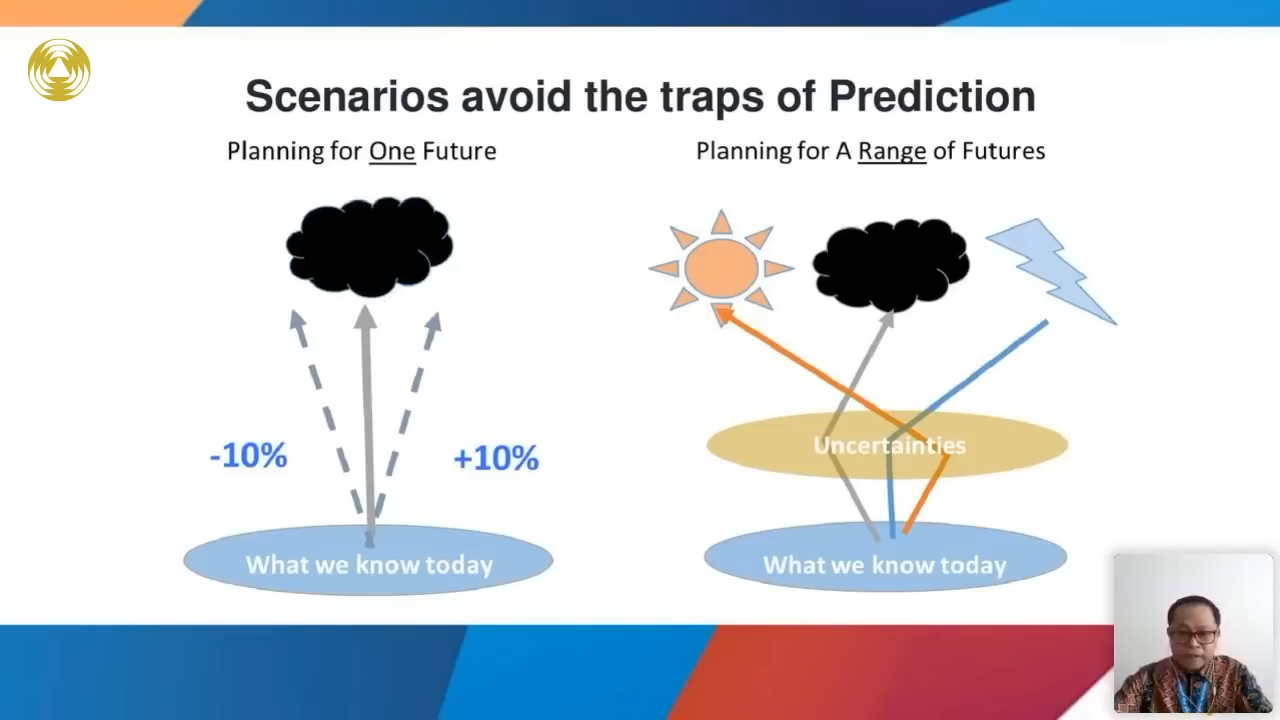 Scenarios avoid the traps of Prediction
Planning for One Future
Planning for A Range of Futures
-10%
+10%
Uncertainties
What we know today
What we know today